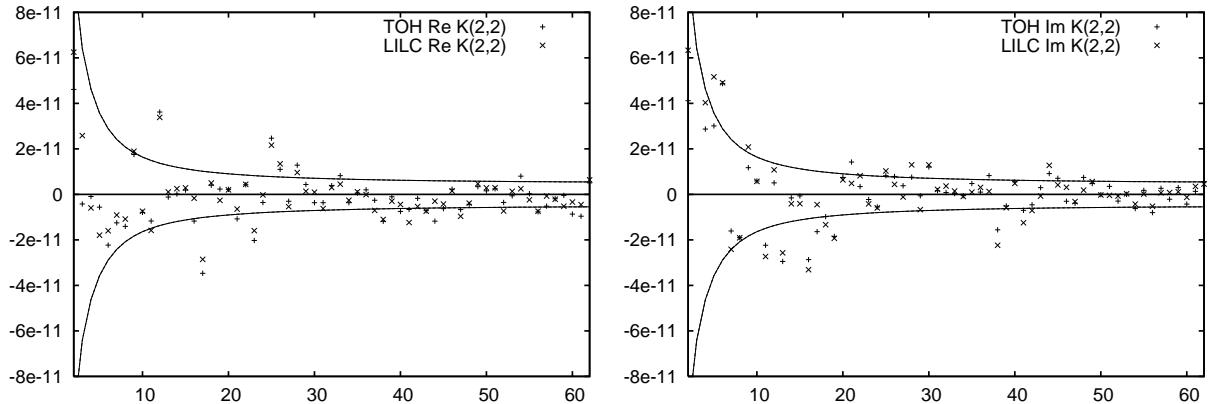 8e-11
6e-11
4e-11
2e-11
0
-2e-11
-4e-11
-6e-11
-8e-11
10 20 30 40 50 60
TOH Re K(2,2)
LILC Re K(2,2)
8e-11
6e-11
4e-11
2e-11
0
-2e-11
-4e-11
-6e-11
-8e-11
10 20 30 40 50 60
TOH Im K(2,2)
LILC Im K(2,2)